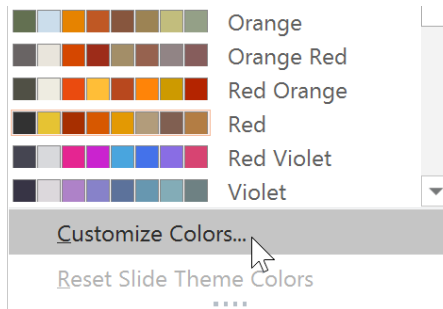 Orange
Orange Red
Red Orange
Red
Red Violet
Violet
Customize Colors...
Reset Slide Theme Colors